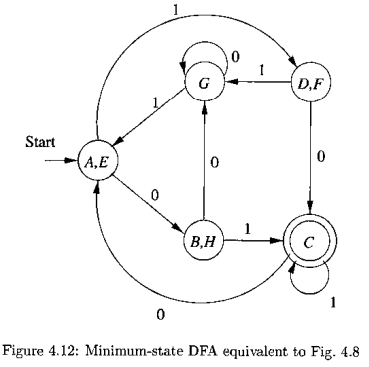 1
G
0
D,F
1
1
Start
A,E
0
0
0
B,H
1
C
0
1
Figure 4.12: Minimum-state DFA equivalent to Fig. 4.8